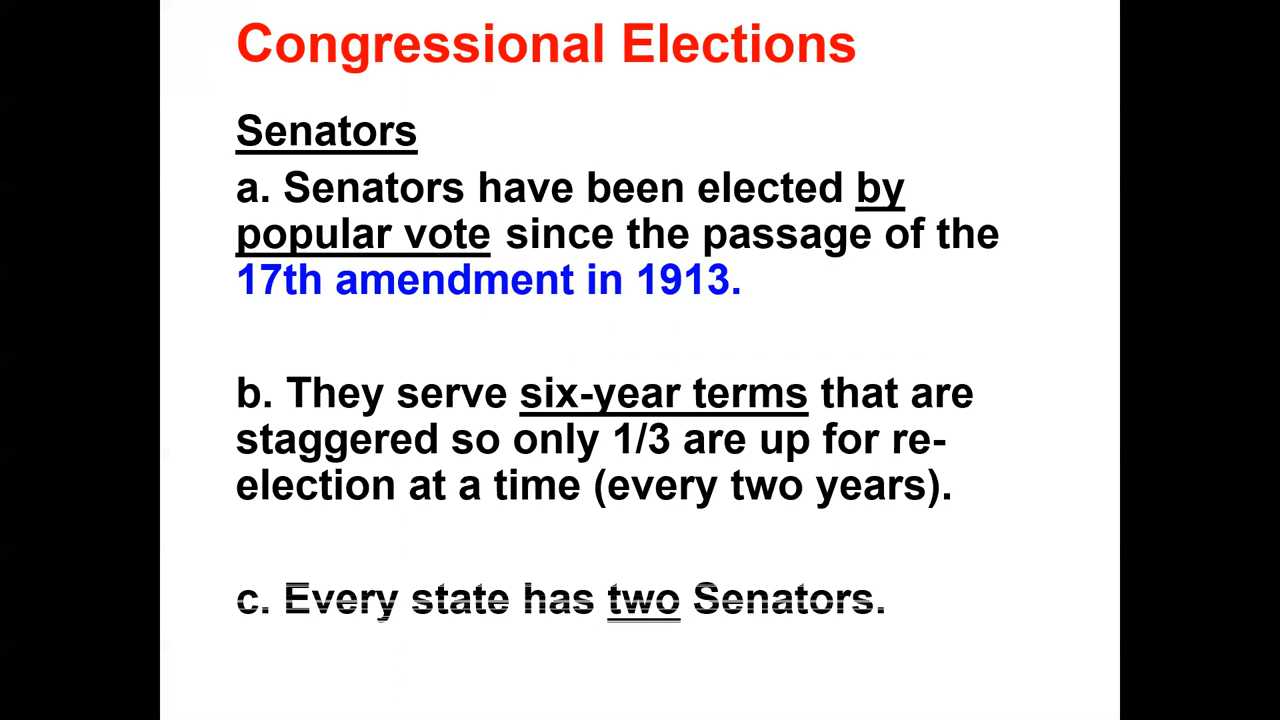 Congressional Elections
Senators
a. Senators have been elected by
popular vote since the passage of the
17th amendment in 1913.
b. They serve six-year terms that are
staggered so only 1/3 are up for re-
election at a time (every two years).
c. Every state has two Senators.